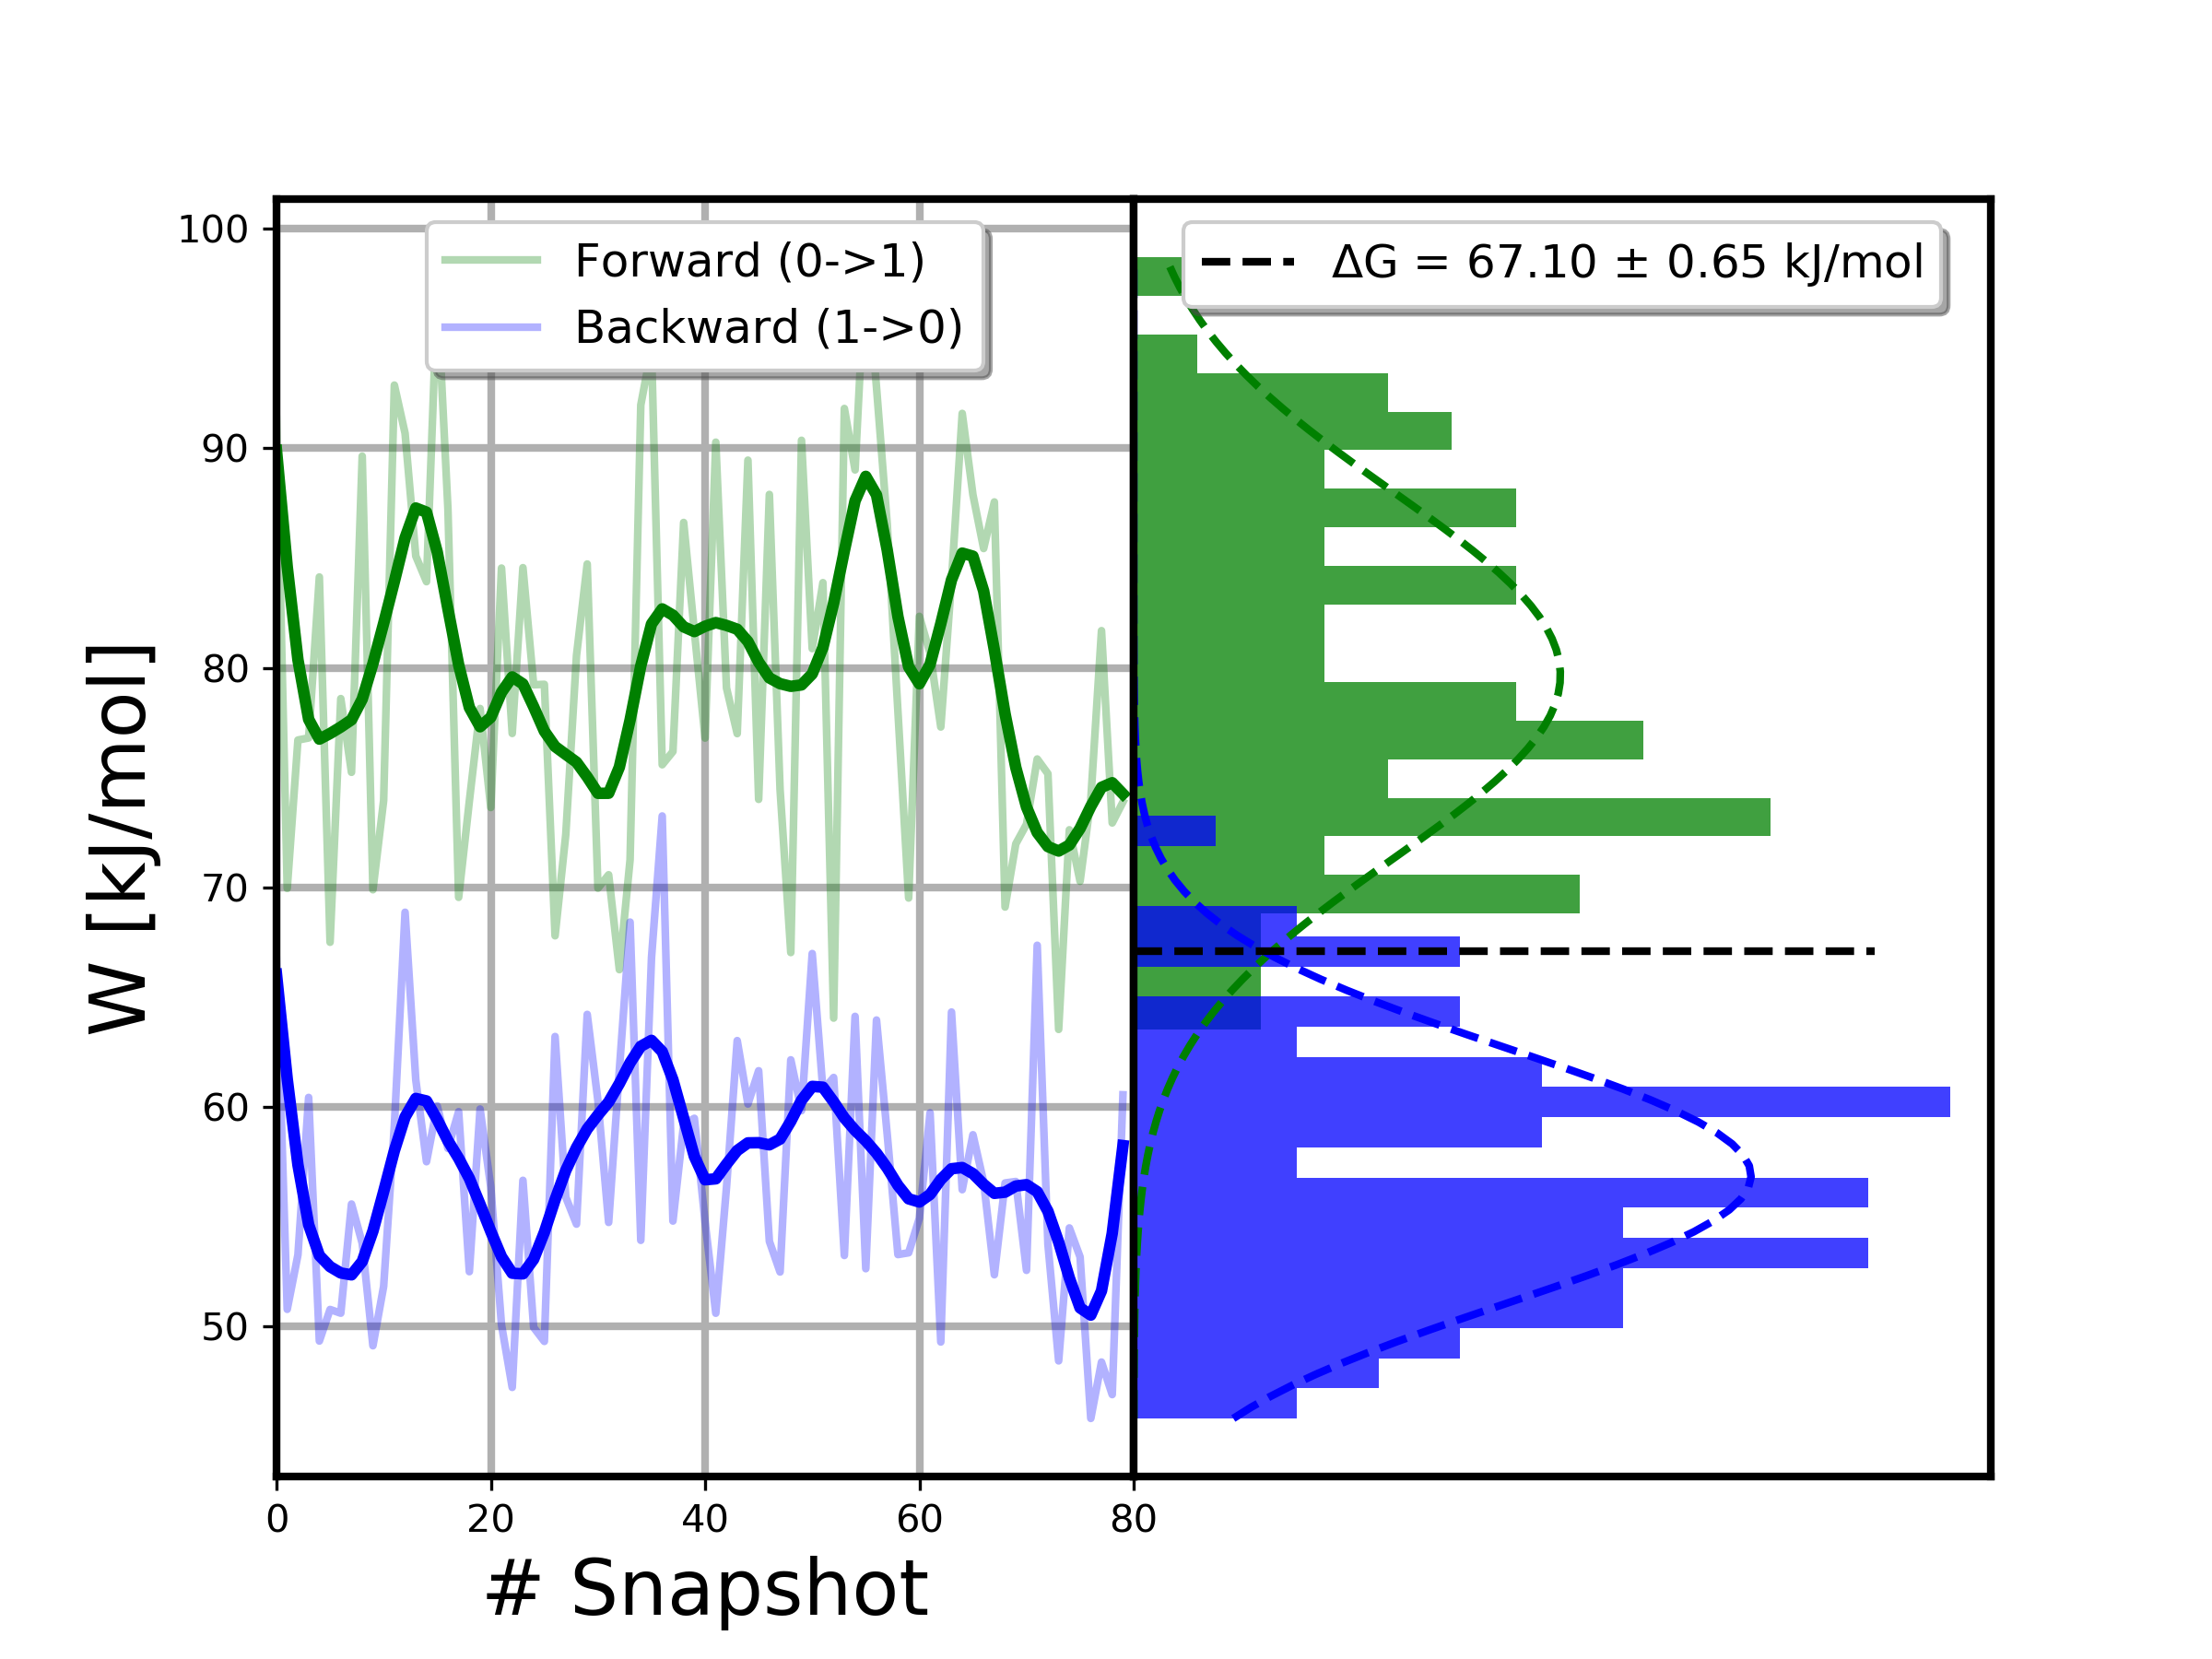 Forward (0->1)
Backward (1->0)
ΔG = 67.10 ± 0.65 kJ/mol
100
90
80
70
60
50
W [kJ/mol]
0
20
40
60
80
# Snapshot